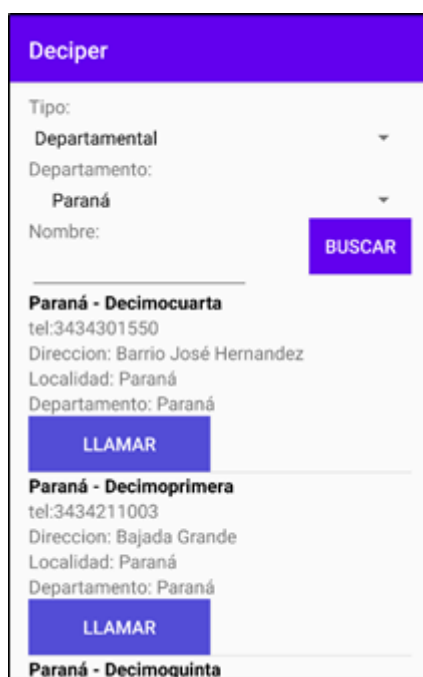 Deciper
Tipo:
Departamental
Departamento:
Paraná
Nombre:
BUSCAR
Paraná - Decimocuarta
tel:3434301550
Direccion: Barrio José Hernandez
Localidad: Paraná
Departamento: Paraná
LLAMAR
Paraná - Decimoprimera
tel:3434211003
Direccion: Bajada Grande
Localidad: Paraná
Departamento: Paraná
LLAMAR
Paraná - Decimoquinta